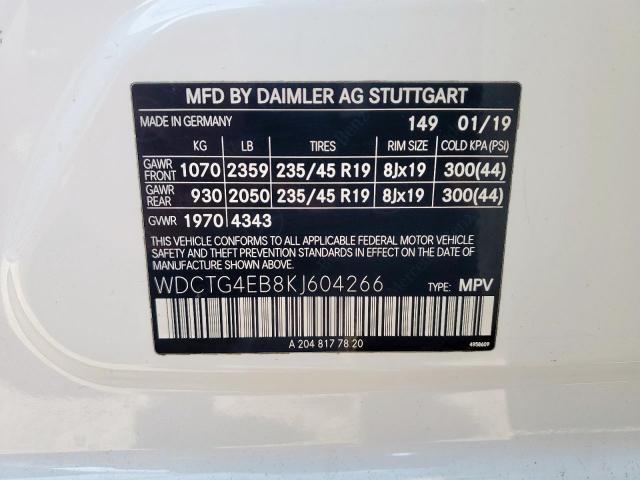 MFD BY DAIMLER AG STUTTGART
MADE IN GERMANY 149 01/19
KG LB TIRES RIM SIZE COLD KPA (PSI)
GAWR FRONT 1070 2359 235/45 R19 8Jx19 300(44)
GAWR REAR 930 2050 235/45 R19 8Jx19 300(44)
GVWR 1970 4343
THIS VEHICLE CONFORMS TO ALL APPLICABLE FEDERAL MOTOR VEHICLE
SAFETY AND THEFT PREVENTION STANDARDS IN EFFECT ON THE DATE
OF MANUFACTURE SHOWN ABOVE.
WDCTG4EB8KJ604266 TYPE: MPV
A 204 817 78 20 4958609